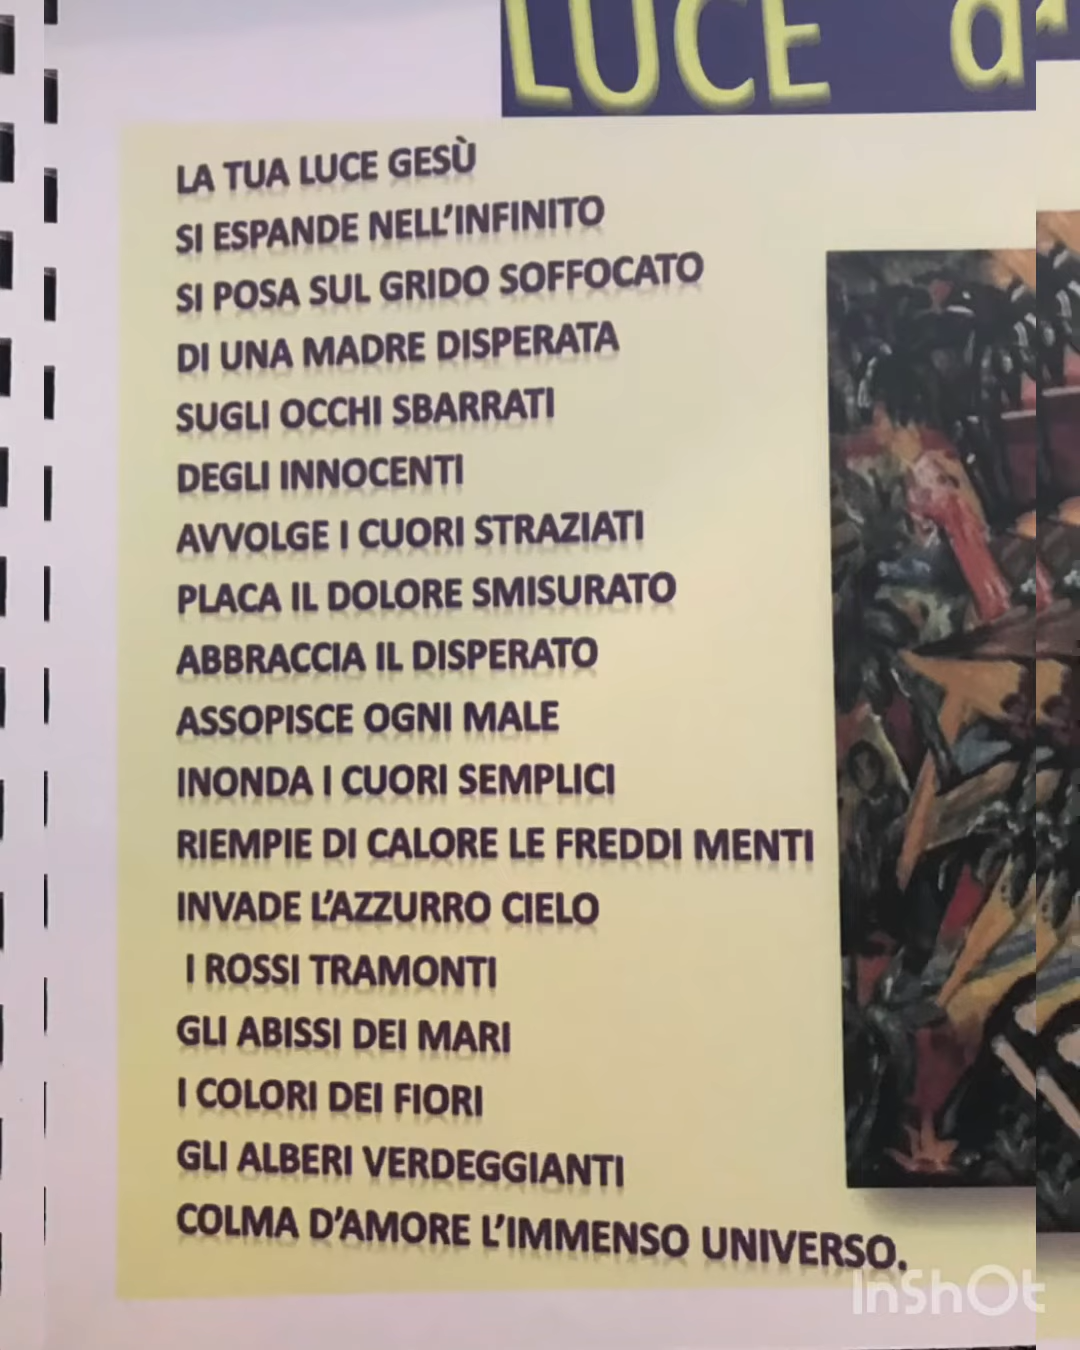 LUCE d'
LA TUA LUCE GESÙ
SI ESPANDE NELL'INFINITO
SI POSA SUL GRIDO SOFFOCATO
DI UNA MADRE DISPERATA
SUGLI OCCHI SBARRATI
DEGLI INNOCENTI
AVVOLGE I CUORI STRAZIATI
PLACA IL DOLORE SMISURATO
ABBRACCIA IL DISPERATO
ASSOPISCE OGNI MALE
INONDA I CUORI SEMPLICI
RIEMPIE DI CALORE LE FREDDI MENTI
INVADE L'AZZURRO CIELO
I ROSSI TRAMONTI
GLI ABISSI DEI MARI
I COLORI DEI FIORI
GLI ALBERI VERDEGGIANTI
COLMA D'AMORE L'IMMENSO UNIVERSO.
InShOt